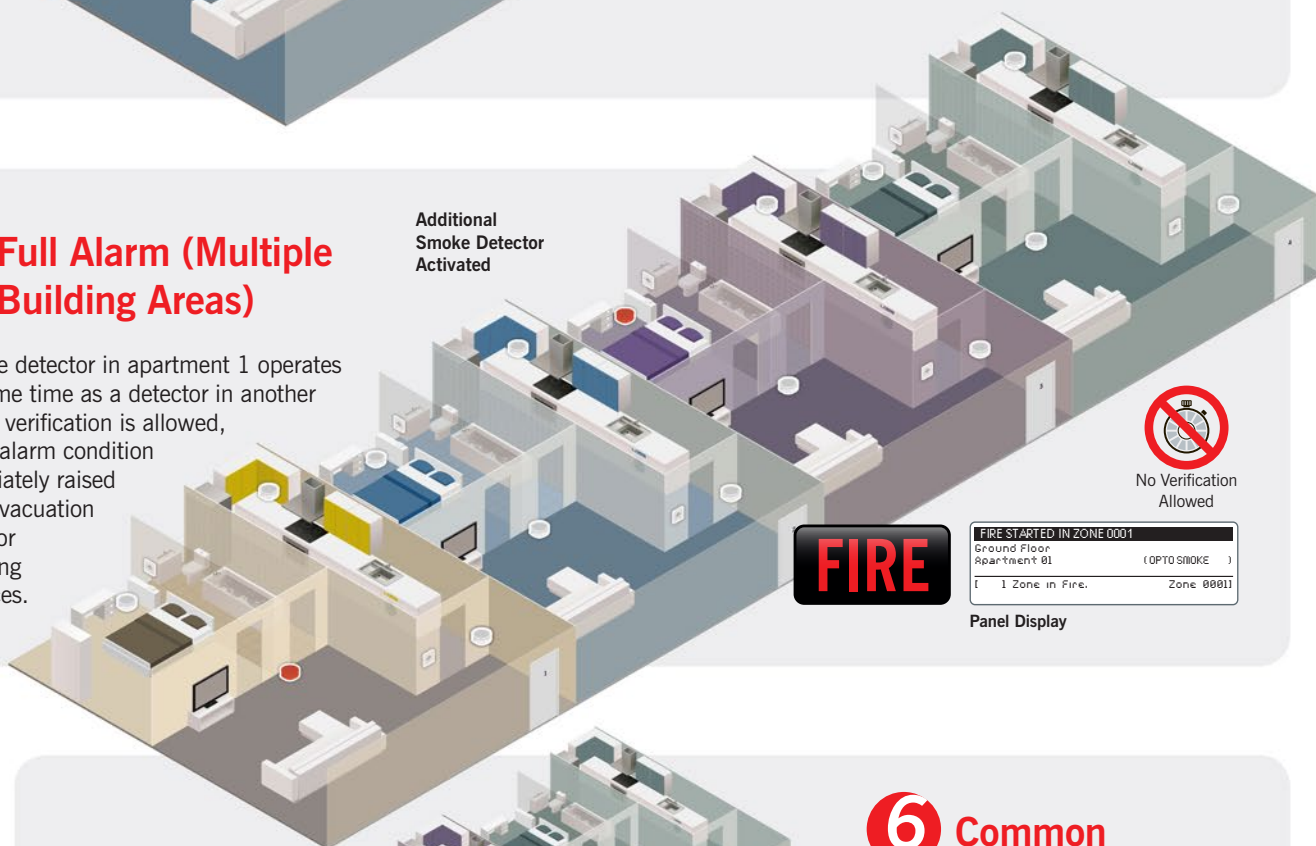 Additional
Smoke Detector
Activated
Full Alarm (Multiple
Building Areas)
e detector in apartment 1 operates
me time as a detector in another
verification is allowed,
alarm condition
iately raised
vacuation
or
ng
es.
No Verification
Allowed
FIRE
FIRE STARTED IN ZONE 0001
Ground Floor
Apartment 01 (OPTO SMOKE )
[ 1 Zone in Fire. Zone 0001]
Panel Display
3
1
6 Common